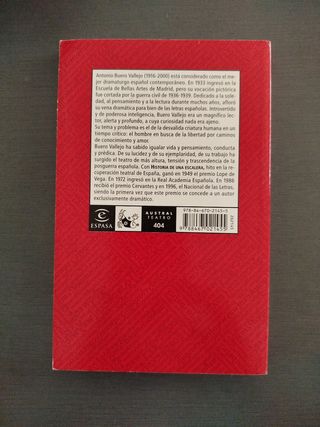 Antonio Buero Vallejo (1916-2000) está considerado como el me-
jor dramaturgo español contemporáneo. En 1933 ingresó en la
Escuela de Bellas Artes de Madrid, pero su vocación pictórica
fue cortada por la guerra civil de 1936-1939. Dedicado a la sole-
dad, al pensamiento y a la lectura durante muchos años, afloró
su vena dramática para bien de las letras españolas. Introverti-
do y de poderosa inteligencia, Buero Vallejo era un magnífico lec-
tor, alerta y profundo, a cuya curiosidad nada era ajeno.
Su tema y problema es el de la desvalida criatura humana en un
tiempo crítico: el hombre en busca de la libertad por caminos
de conocimiento y amor.
Buero Vallejo ha sabido igualar vida y pensamiento, conducta
y prédica. De su lucidez y de su ejemplaridad, de su trabajo han
surgido el teatro de más altura, tensión y trascendencia de la
posguerra española. Con HISTORIA DE UNA ESCALERA, hito en la re-
cuperación teatral de España, ganó en 1949 el premio Lope de
Vega. En 1972 ingresó en la Real Academia Española. En 1986
recibió el premio Cervantes y en 1996, el Nacional de las Letras,
siendo la primera vez que este premio se concede a un autor
exclusivamente dramático.
ESPASA
AUSTRAL
TEATRO
404
978-84-670-2145-5
9788467021455